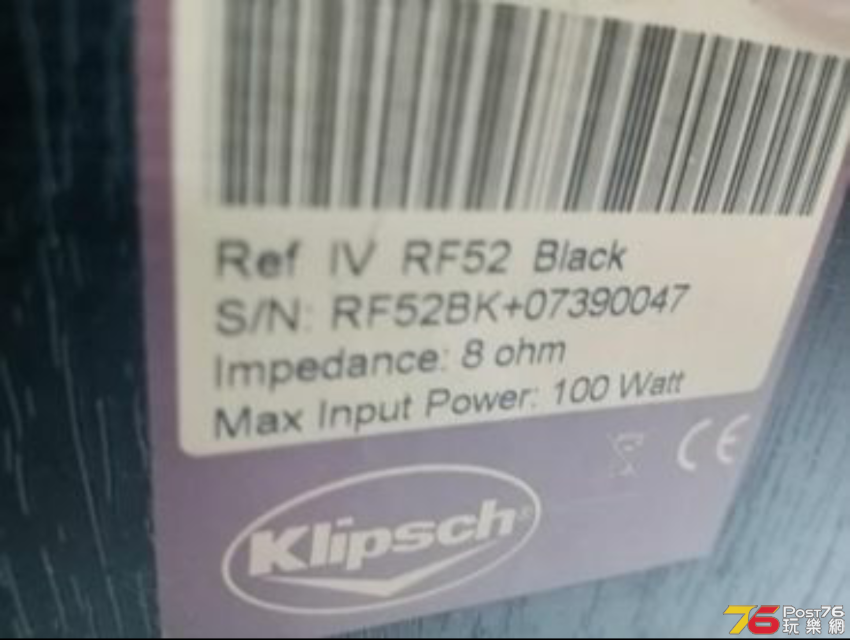 Ref IV RF52 Black
S/N: RF52BK+07390047
Impedance: 8 ohm
Max Input Power: 100 Watt
CE
Klipsch®
76 Post76
玩樂網